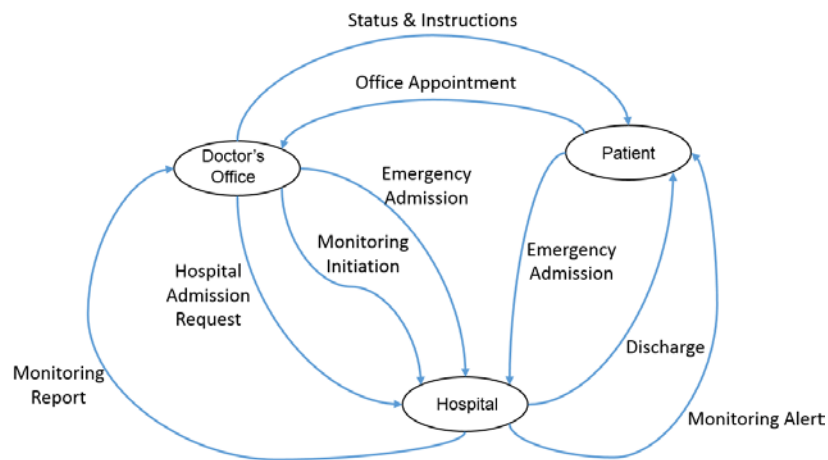 Status & Instructions
Office Appointment
Doctor's
Office
Patient
Emergency
Admission
Monitoring
Initiation
Emergency
Admission
Hospital
Admission
Request
Discharge
Monitoring
Report
Hospital
Monitoring Alert